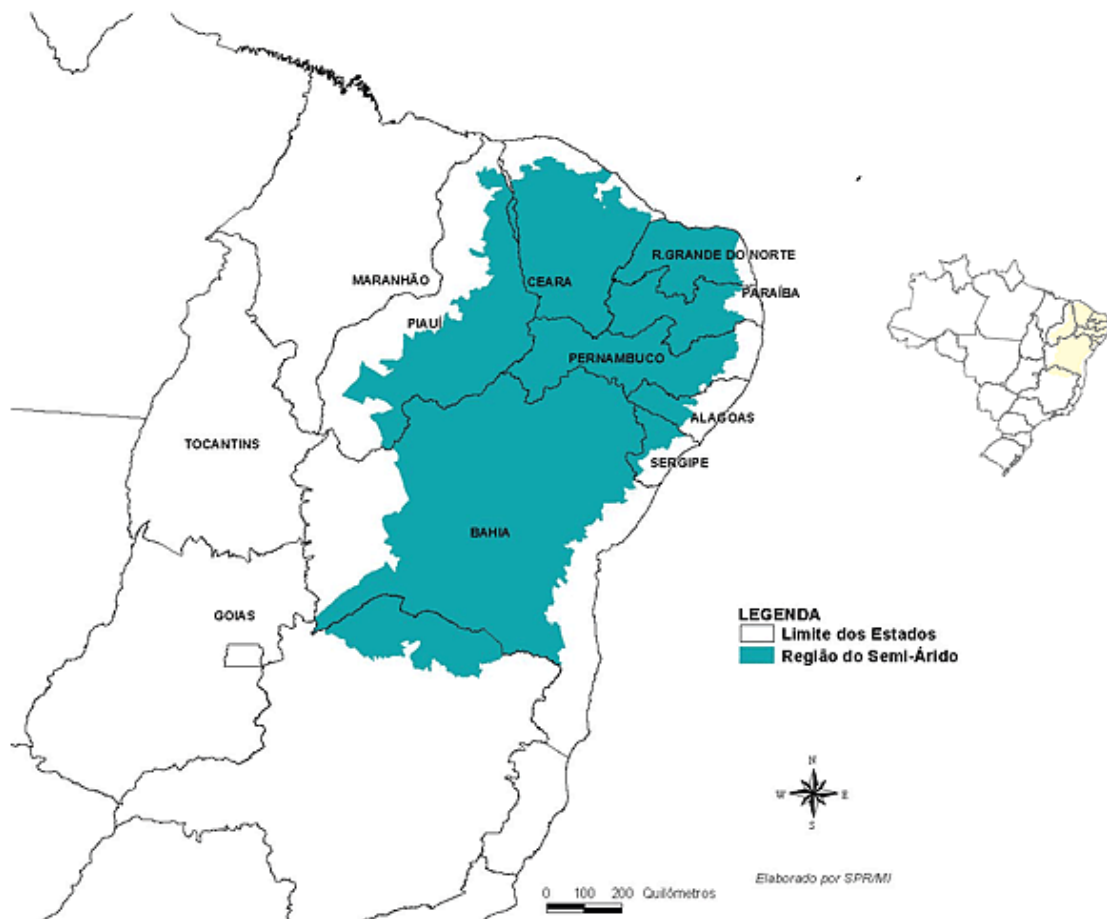 R.GRANDE DO NORTE
MARANHÃO
CEARA
PARAÍBA
PIAUÍ
PERNAMBUCO
ALAGOAS
TOCANTINS
SERGIPE
BAHIA
GOIAS
LEGENDA
Limite dos Estados
Região do Semi-Árido
N
W E
S
0 100 200 Quilômetros
Elaborado por SPR/MI